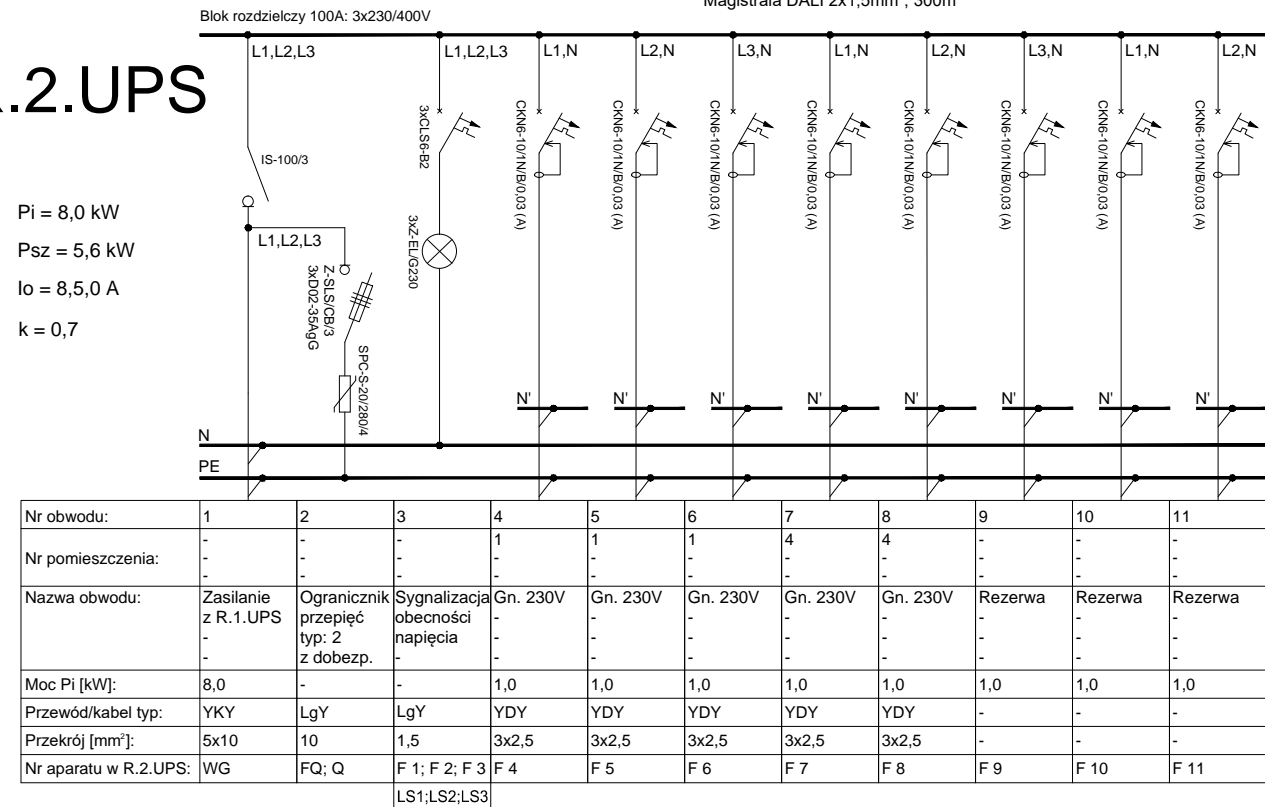 Magistrala DALI 2x1,5mm², 300m
Blok rozdzielczy 100A: 3x230/400V
L1,L2,L3 L1,L2,L3 L1,N L2,N L3,N L1,N L2,N L3,N L1,N L2,N
R.2.UPS
3xCLS6-B2
CKN6-10/1N/B/0,03 (A)
CKN6-10/1N/B/0,03 (A)
CKN6-10/1N/B/0,03 (A)
CKN6-10/1N/B/0,03 (A)
CKN6-10/1N/B/0,03 (A)
CKN6-10/1N/B/0,03 (A)
CKN6-10/1N/B/0,03 (A)
CKN6-10/1N/B/0,03 (A)
IS-100/3
Pi = 8,0 kW
Psz = 5,6 kW
Io = 8,5,0 A
k = 0,7
L1,L2,L3
3xZ-EL/G230
Z-SLS/CB/3
3xD02-35AgG
SPC-S-20/280/4
N' N' N' N' N' N' N' N'
N
PE
Nr obwodu: 1 2 3 4 5 6 7 8 9 10 11
- - - 1 1 1 4 4 - - -
Nr pomieszczenia: - - - - - - - - - - -
- - - - - - - - - - -
Nazwa obwodu: Zasilanie Ogranicznik Sygnalizacja Gn. 230V Gn. 230V Gn. 230V Gn. 230V Gn. 230V Rezerwa Rezerwa Rezerwa
z R.1.UPS przepięć obecności - - - - - - - -
- typ: 2 napięcia - - - - - - - -
- z dobezp. - - - - - - - - -
Moc Pi [kW]: 8,0 - - 1,0 1,0 1,0 1,0 1,0 1,0 1,0 1,0
Przewód/kabel typ: YKY LgY LgY YDY YDY YDY YDY YDY - - -
Przekrój [mm²]: 5x10 10 1,5 3x2,5 3x2,5 3x2,5 3x2,5 3x2,5 - - -
Nr aparatu w R.2.UPS: WG FQ; Q F 1; F 2; F 3 F 4 F 5 F 6 F 7 F 8 F 9 F 10 F 11
LS1;LS2;LS3